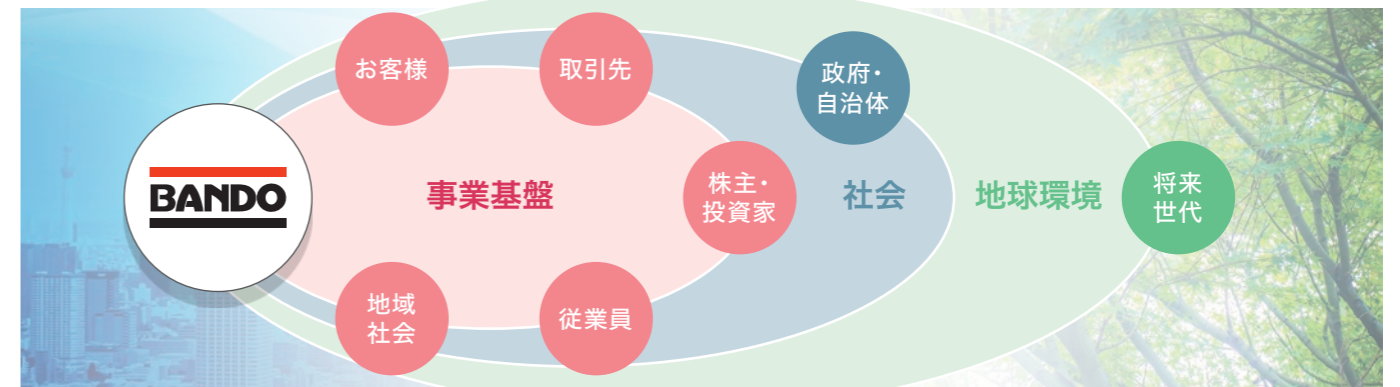 お客様
取引先
政府・
自治体
BANDO
事業基盤
株主・
投資家
社会
地球環境
将来
世代
地域
社会
従業員